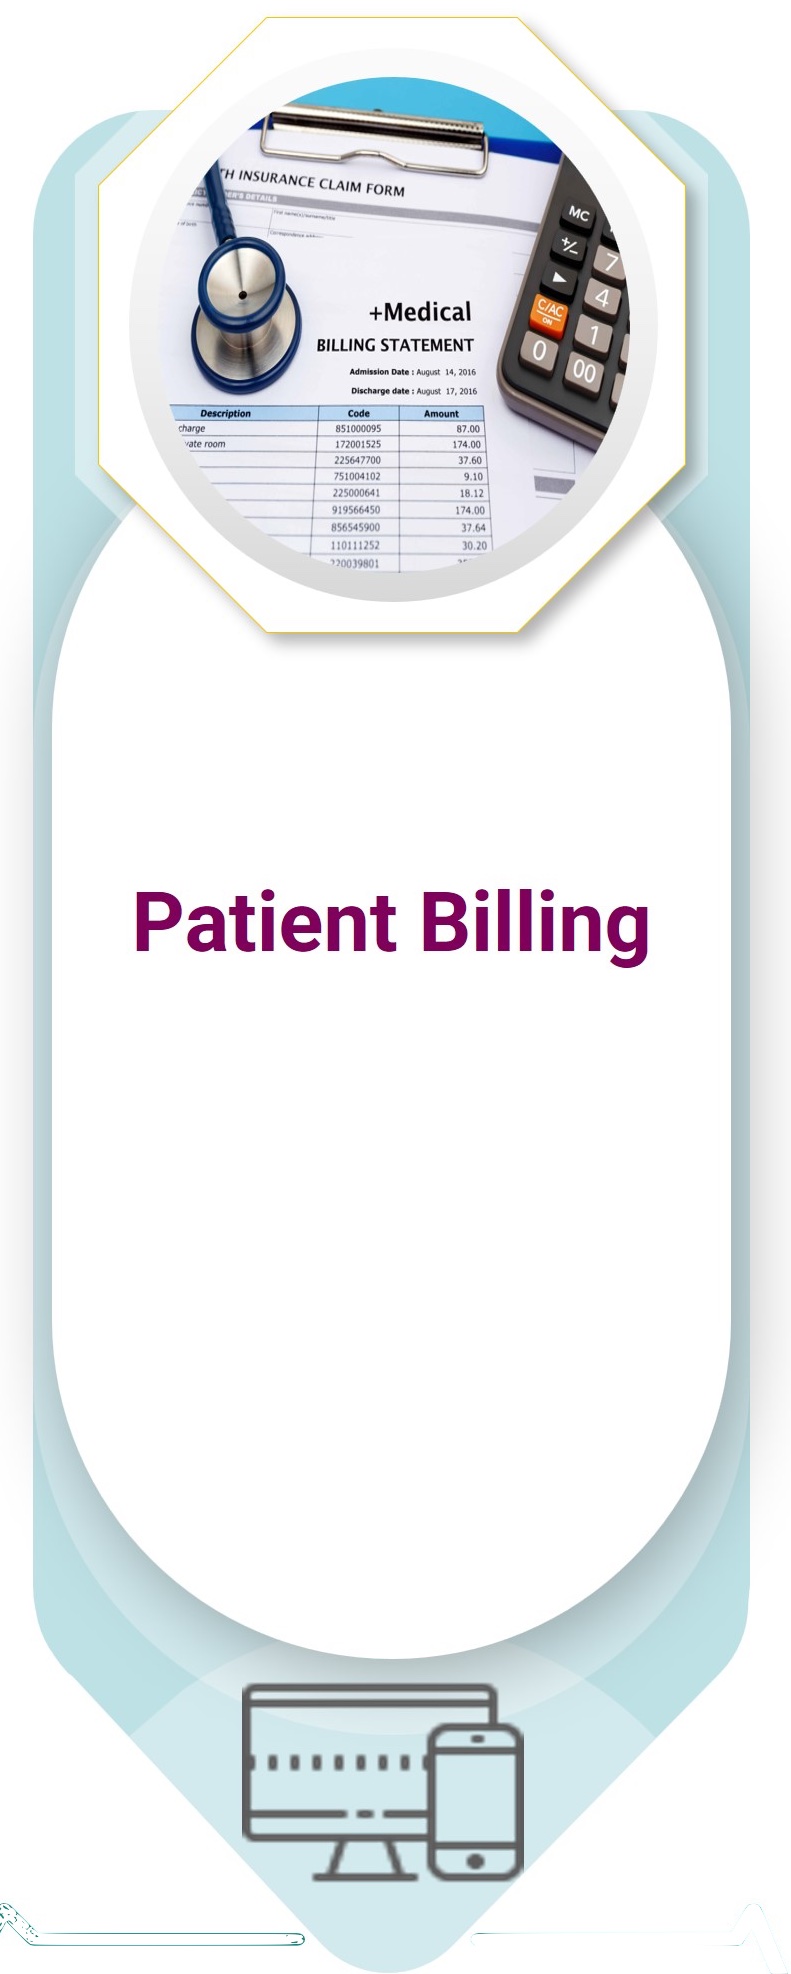 TH INSURANCE CLAIM FORM
+Medical
BILLING STATEMENT
Admission Date : August 14, 2016
Discharge date : August 17, 2016
Description Code Amount
charge 851000095 87.00
vate room 172001525 174.00
225647700 37.60
751004102 9.10
225000641 18.12
919566450 174.00
856545900 37.64
110111252 30.20
220039801
MC
+/-
7
4
C/AC
ON
1
0
00
Patient Billing